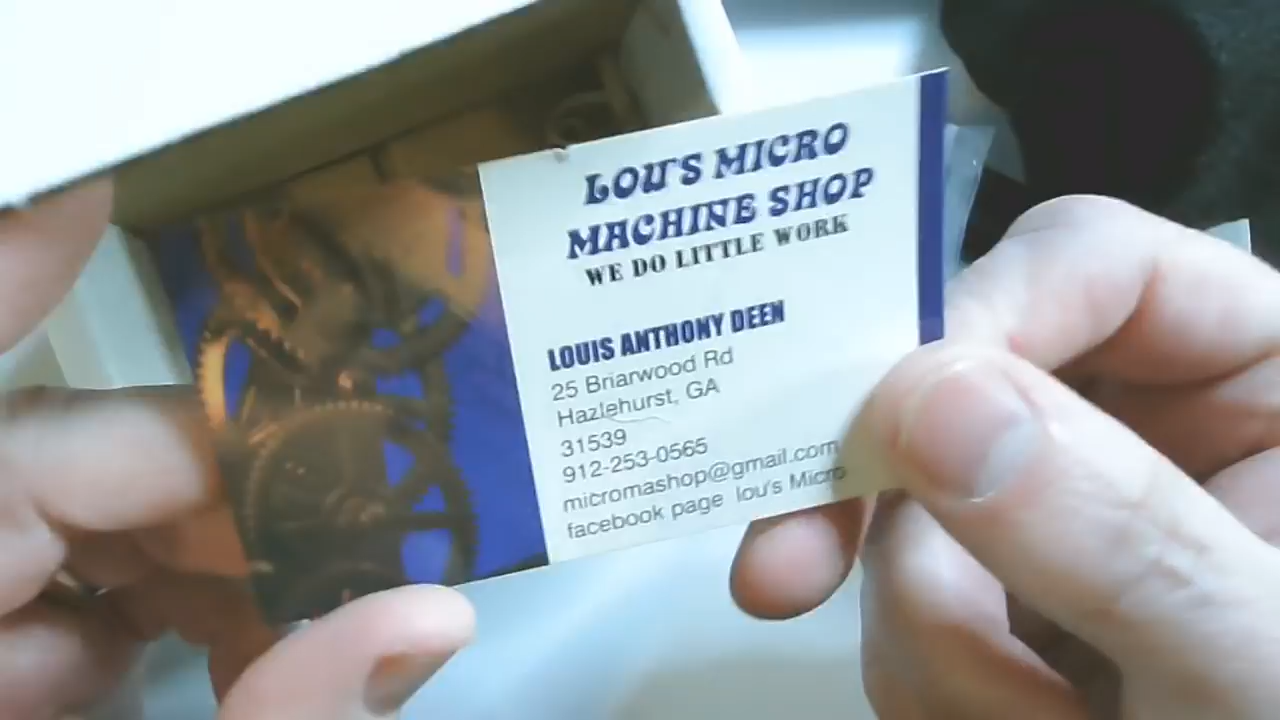 LOU'S MICRO
MACHINE SHOP
WE DO LITTLE WORK
LOUIS ANTHONY DEEN
25 Briarwood Rd
Hazlehurst, GA
31539
912-253-0565
micromashop@gmail.com
facebook page lou's Micro